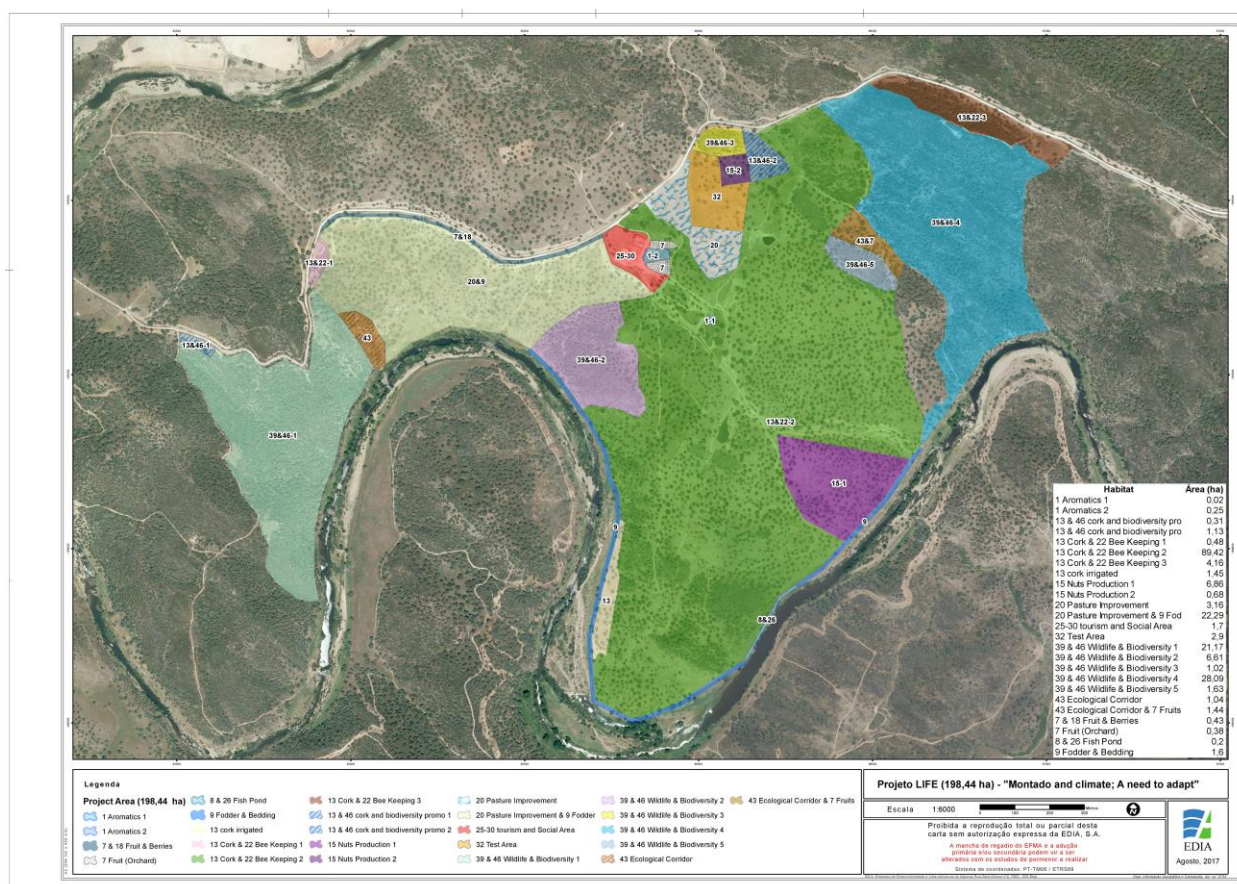 7&18
13&22-1
20&9
25-30
7
1-2
7
39&46-3
13&46-2
15-2
32
20
13&22-3
39&46-4
43&7
39&46-5
1-1
13&46-1
43
39&46-2
39&46-1
13&22-2
15-1
9
9
13
8&26
Habitat Área (ha)
1 Aromatics 1 0,02
1 Aromatics 2 0,25
13 & 46 cork and biodiversity pro 0,31
13 & 46 cork and biodiversity pro 1,13
13 Cork & 22 Bee Keeping 1 0,48
13 Cork & 22 Bee Keeping 2 89,42
13 Cork & 22 Bee Keeping 3 4,16
13 cork irrigated 1,45
15 Nuts Production 1 6,86
15 Nuts Production 2 0,68
20 Pasture Improvement 3,16
20 Pasture Improvement & 9 Fod 22,29
25-30 tourism and Social Area 1,7
32 Test Area 2,9
39 & 46 Wildlife & Biodiversity 1 21,17
39 & 46 Wildlife & Biodiversity 2 6,61
39 & 46 Wildlife & Biodiversity 3 1,02
39 & 46 Wildlife & Biodiversity 4 28,09
39 & 46 Wildlife & Biodiversity 5 1,63
43 Ecological Corridor 1,04
43 Ecological Corridor & 7 Fruits 1,44
7 & 18 Fruit & Berries 0,43
7 Fruit (Orchard) 0,38
8 & 26 Fish Pond 0,2
9 Fodder & Bedding 1,6
Legenda
Project Area (198,44 ha)
1 Aromatics 1
1 Aromatics 2
7 & 18 Fruit & Berries
7 Fruit (Orchard)
8 & 26 Fish Pond
9 Fodder & Bedding
13 cork irrigated
13 Cork & 22 Bee Keeping 1
13 Cork & 22 Bee Keeping 2
13 Cork & 22 Bee Keeping 3
13 & 46 cork and biodiversity promo 1
13 & 46 cork and biodiversity promo 2
15 Nuts Production 1
15 Nuts Production 2
20 Pasture Improvement
20 Pasture Improvement & 9 Fodder
25-30 tourism and Social Area
32 Test Area
39 & 46 Wildlife & Biodiversity 1
39 & 46 Wildlife & Biodiversity 2
39 & 46 Wildlife & Biodiversity 3
39 & 46 Wildlife & Biodiversity 4
39 & 46 Wildlife & Biodiversity 5
43 Ecological Corridor
43 Ecological Corridor & 7 Fruits
Projeto LIFE (198,44 ha) - "Montado and climate; A need to adapt"
Escala 1:6000
Proibida a reprodução total ou parcial desta
carta sem autorização expressa da EDIA, S.A.
A mancha de regadio do EFMA e a adução
primária e/ou secundária podem vir a ser
alterados com os estudos de pormenor a realizar
Sistema de coordenadas: PT-TM06 / ETRS89
EDIA
Agosto, 2017